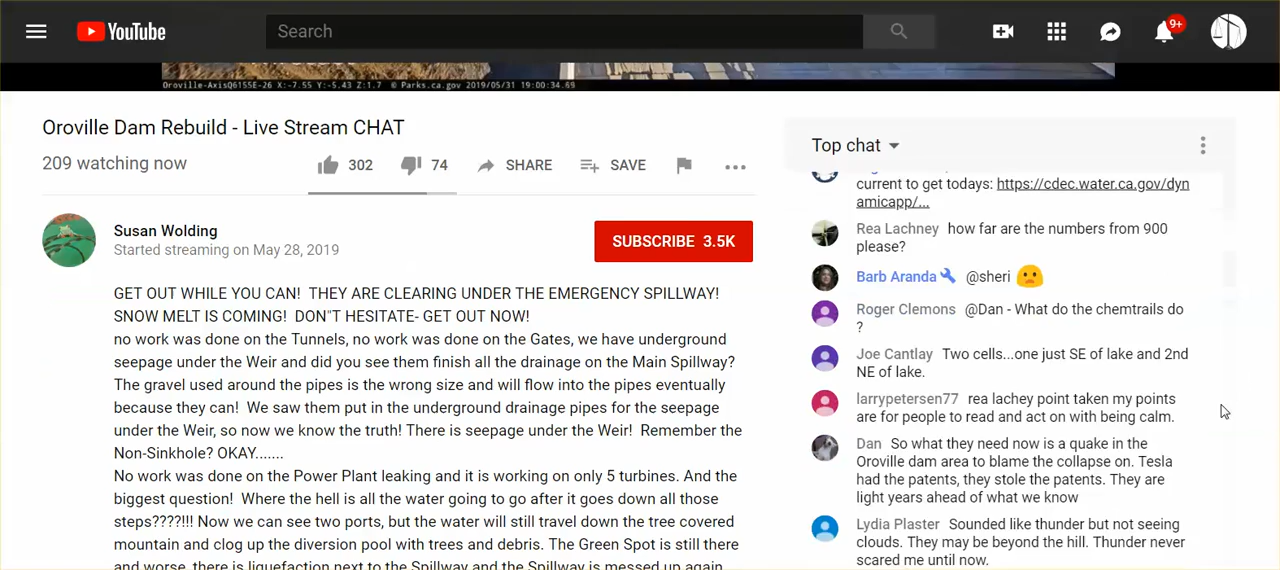 YouTube
Search
9+
Oroville-AxisQ6155E-26 X:-7.55 Y:-5.43 Z:1.7 © Parks.ca.gov 2019/05/31 19:00:34.69
Oroville Dam Rebuild - Live Stream CHAT
209 watching now
302
74
SHARE
SAVE
Susan Wolding
Started streaming on May 28, 2019
SUBSCRIBE 3.5K
GET OUT WHILE YOU CAN! THEY ARE CLEARING UNDER THE EMERGENCY SPILLWAY!
SNOW MELT IS COMING! DON"T HESITATE- GET OUT NOW!
no work was done on the Tunnels, no work was done on the Gates, we have underground
seepage under the Weir and did you see them finish all the drainage on the Main Spillway?
The gravel used around the pipes is the wrong size and will flow into the pipes eventually
because they can! We saw them put in the underground drainage pipes for the seepage
under the Weir, so now we know the truth! There is seepage under the Weir! Remember the
Non-Sinkhole? OKAY.......
No work was done on the Power Plant leaking and it is working on only 5 turbines. And the
biggest question! Where the hell is all the water going to go after it goes down all those
steps????!!! Now we can see two ports, but the water will still travel down the tree covered
mountain and clog up the diversion pool with trees and debris. The Green Spot is still there
and worse, there is liquefaction next to the Spillway and the Spillway is messed up again
Top chat
current to get todays: https://cdec.water.ca.gov/dyn
amicapp/...
Rea Lachney how far are the numbers from 900
please?
Barb Aranda @sheri
Roger Clemons @Dan - What do the chemtrails do
?
Joe Cantlay Two cells...one just SE of lake and 2nd
NE of lake.
larrypetersen77 rea lachey point taken my points
are for people to read and act on with being calm.
Dan So what they need now is a quake in the
Oroville dam area to blame the collapse on. Tesla
had the patents, they stole the patents. They are
light years ahead of what we know
Lydia Plaster Sounded like thunder but not seeing
clouds. They may be beyond the hill. Thunder never
scared me until now.